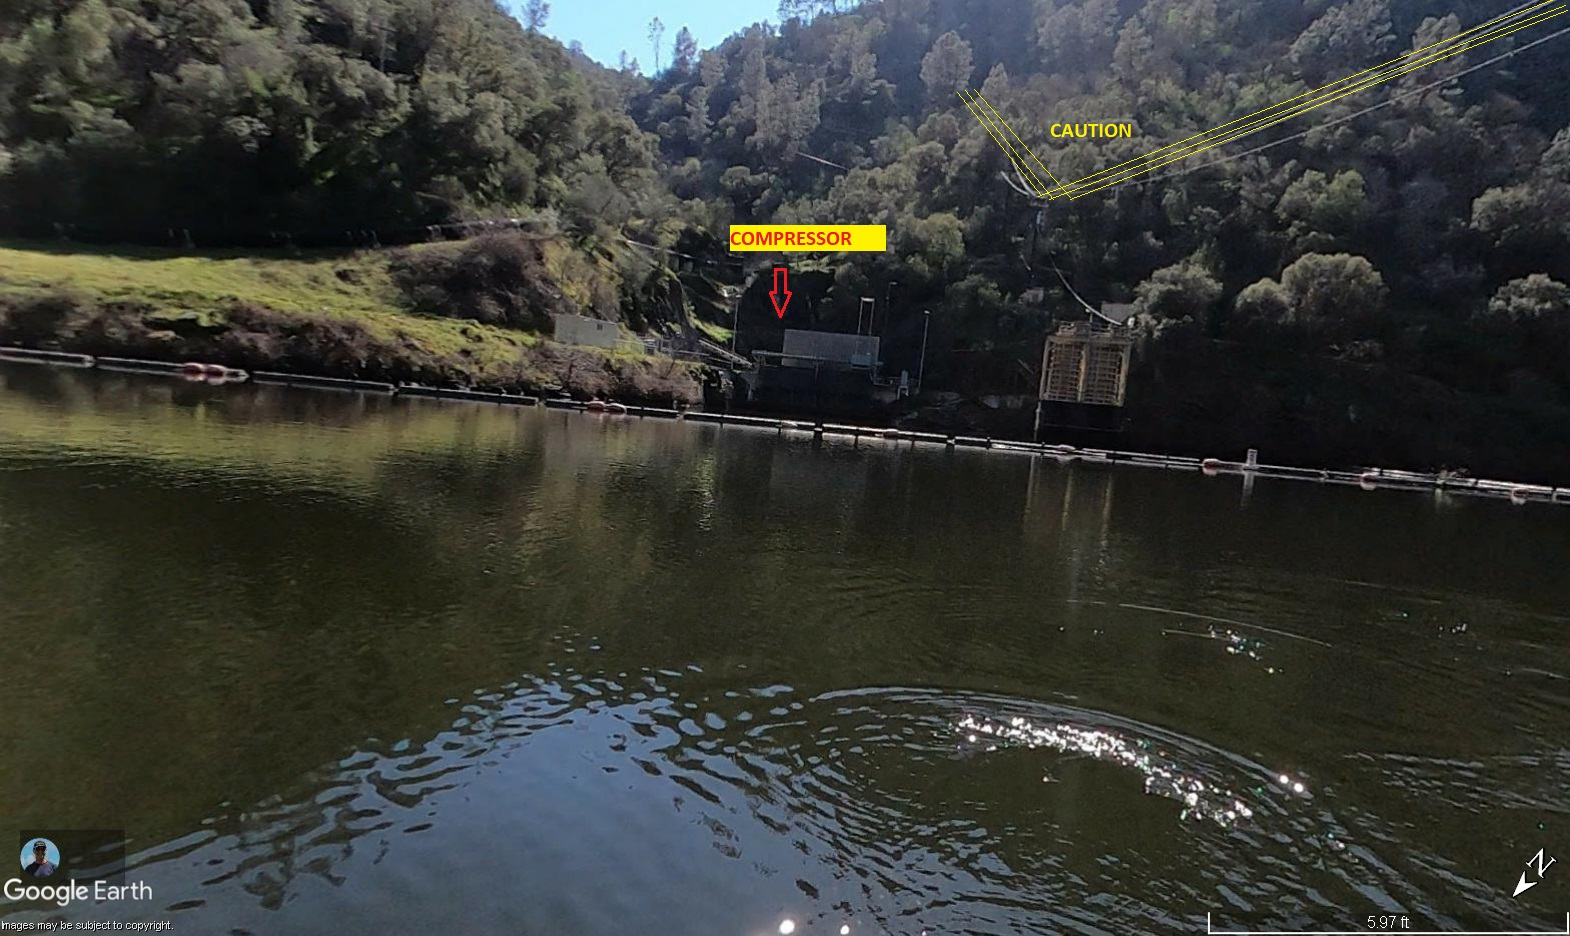 CAUTION
COMPRESSOR
N
Google Earth
Images may be subject to copyright.
5.97 ft